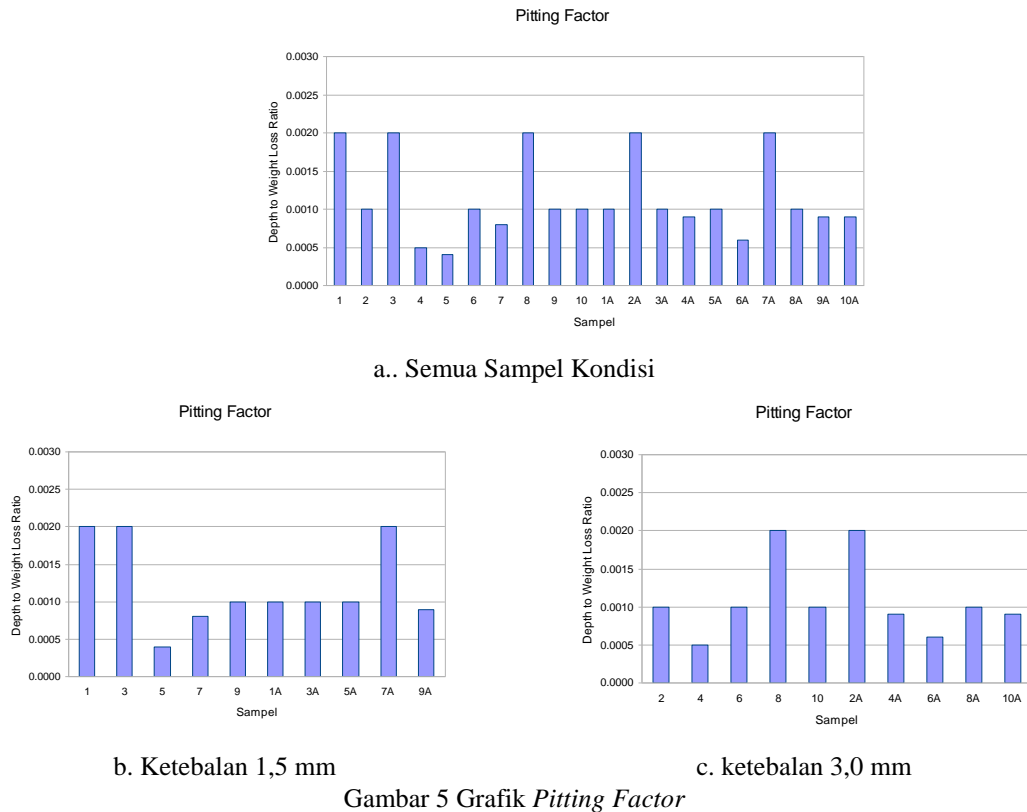 Pitting Factor
0.0030
0.0025
0.0020
0.0015
0.0010
0.0005
0.0000
Depth to Weight Loss Ratio
1 2 3 4 5 6 7 8 9 10 1A 2A 3A 4A 5A 6A 7A 8A 9A 10A
Sampel
a.. Semua Sampel Kondisi
Pitting Factor
0.0030
0.0025
0.0020
0.0015
0.0010
0.0005
0.0000
Depth to Weight Loss Ratio
1 3 5 7 9 1A 3A 5A 7A 9A
Sampel
b. Ketebalan 1,5 mm
Pitting Factor
0.0030
0.0025
0.0020
0.0015
0.0010
0.0005
0.0000
Depth to Weight Loss Ratio
2 4 6 8 10 2A 4A 6A 8A 10A
Sampel
c. ketebalan 3,0 mm
Gambar 5 Grafik Pitting Factor